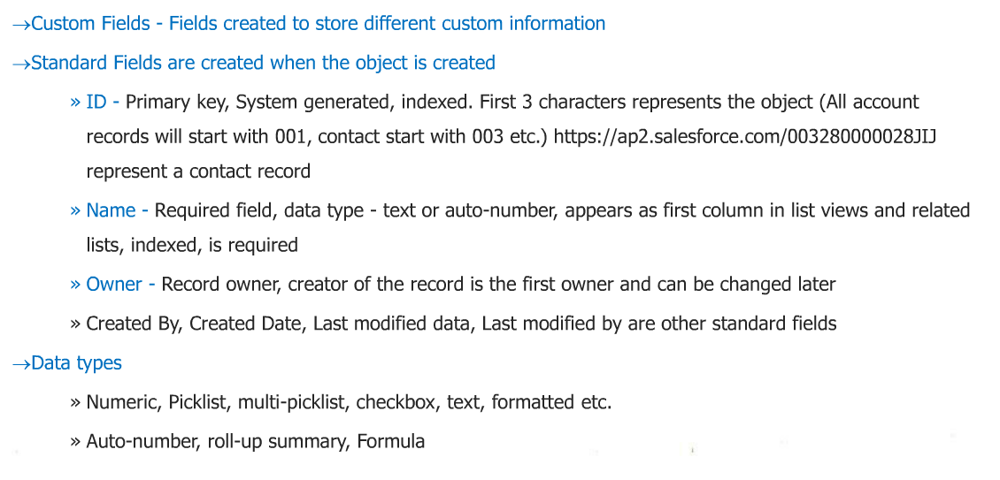 →Custom Fields - Fields created to store different custom information
→Standard Fields are created when the object is created
» ID - Primary key, System generated, indexed. First 3 characters represents the object (All account
records will start with 001, contact start with 003 etc.) https://ap2.salesforce.com/003280000028JIJ
represent a contact record
» Name - Required field, data type - text or auto-number, appears as first column in list views and related
lists, indexed, is required
» Owner - Record owner, creator of the record is the first owner and can be changed later
» Created By, Created Date, Last modified data, Last modified by are other standard fields
→Data types
» Numeric, Picklist, multi-picklist, checkbox, text, formatted etc.
» Auto-number, roll-up summary, Formula